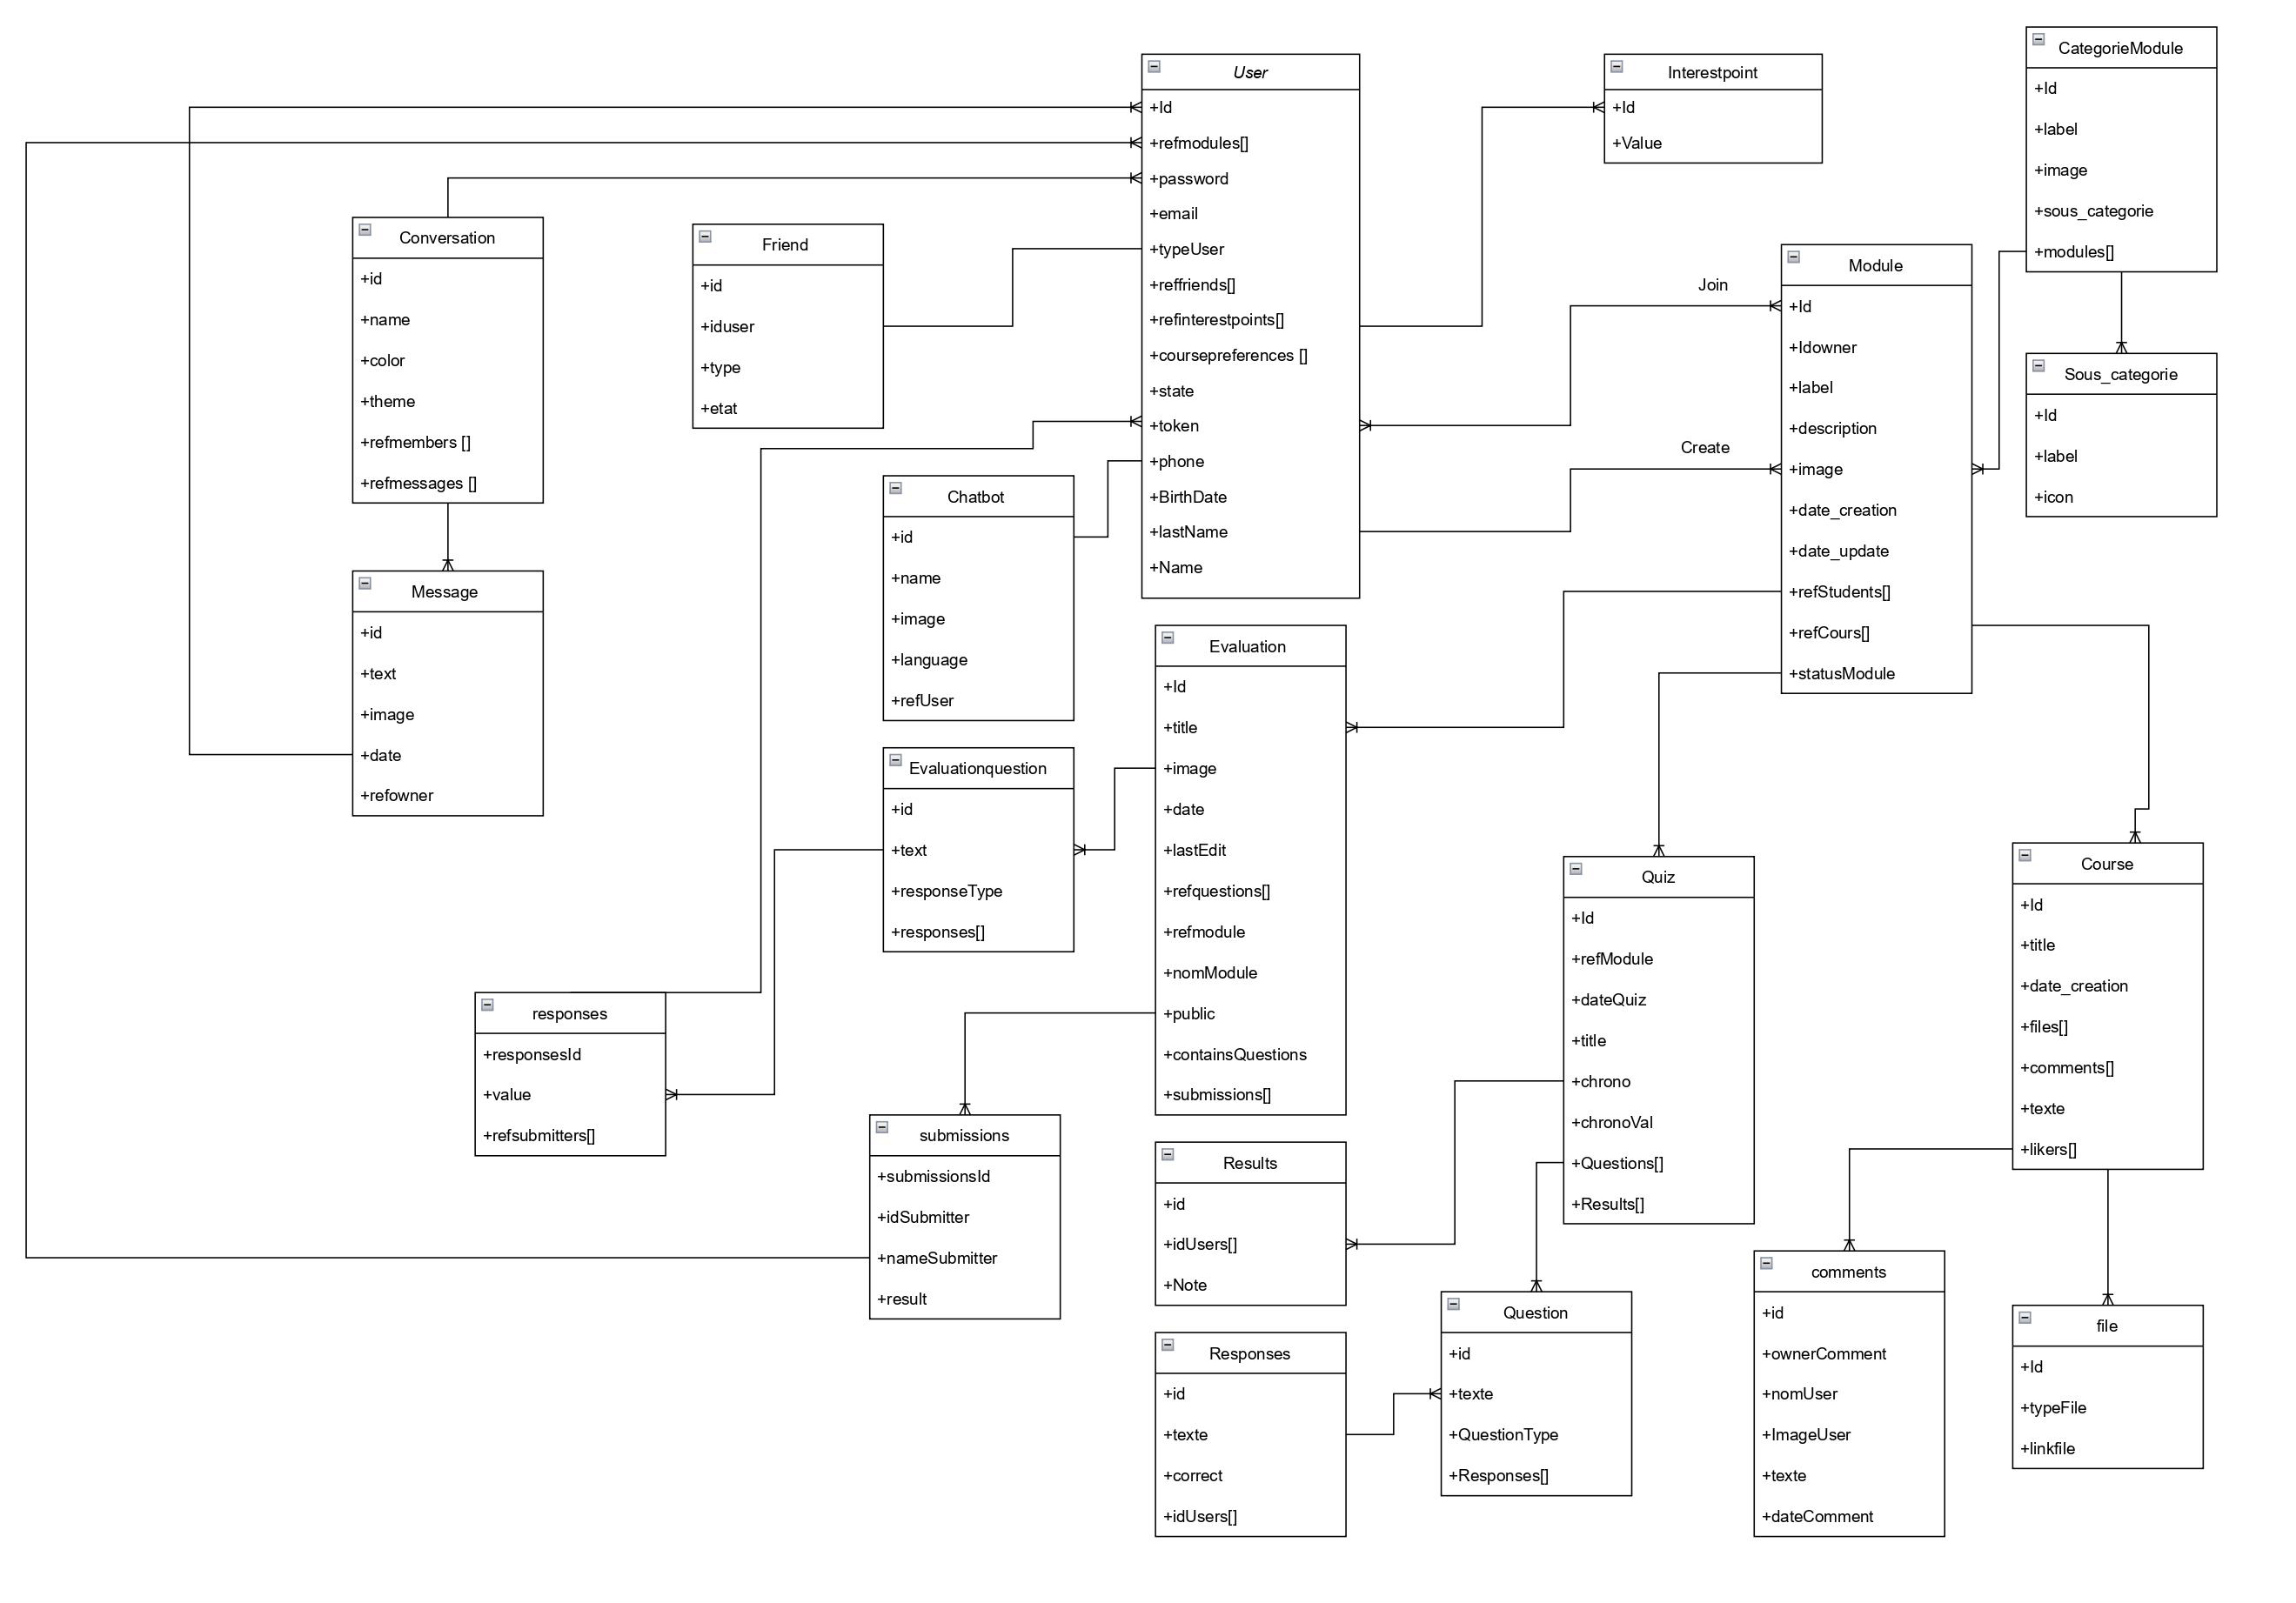 User
+Id
+refmodules[]
+password
+email
+typeUser
+reffriends[]
+refinterestpoints[]
+coursepreferences []
+state
+token
+phone
+BirthDate
+lastName
+Name
Interestpoint
+Id
+Value
CategorieModule
+Id
+label
+image
+sous_categorie
+modules[]
Conversation
+id
+name
+color
+theme
+refmembers []
+refmessages []
Friend
+id
+iduser
+type
+etat
Join
Create
Module
+Id
+Idowner
+label
+description
+image
+date_creation
+date_update
+refStudents[]
+refCours[]
+statusModule
Sous_categorie
+Id
+label
+icon
Chatbot
+id
+name
+image
+language
+refUser
Message
+id
+text
+image
+date
+refowner
Evaluation
+Id
+title
+image
+date
+lastEdit
+refquestions[]
+refmodule
+nomModule
+public
+containsQuestions
+submissions[]
Evaluationquestion
+id
+text
+responseType
+responses[]
Quiz
+Id
+refModule
+dateQuiz
+title
+chrono
+chronoVal
+Questions[]
+Results[]
Course
+Id
+title
+date_creation
+files[]
+comments[]
+texte
+likers[]
responses
+responsesId
+value
+refsubmitters[]
submissions
+submissionsId
+idSubmitter
+nameSubmitter
+result
Results
+id
+idUsers[]
+Note
Question
+id
+texte
+QuestionType
+Responses[]
comments
+id
+ownerComment
+nomUser
+ImageUser
+texte
+dateComment
file
+Id
+typeFile
+linkfile
Responses
+id
+texte
+correct
+idUsers[]